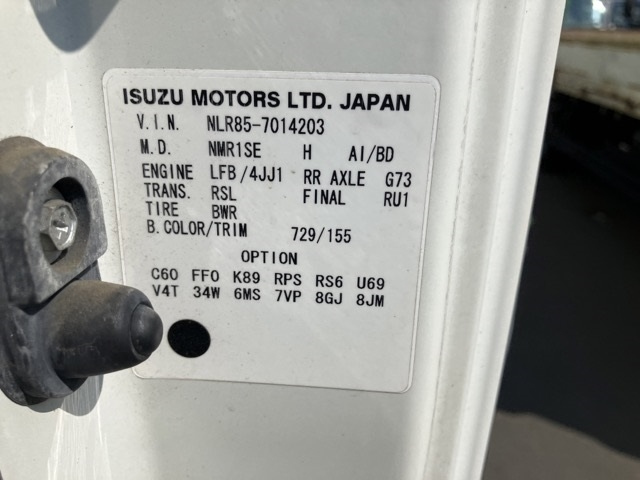 ISUZU MOTORS LTD. JAPAN
V.I.N. NLR85-7014203
M.D. NMR1SE H AI/BD
ENGINE LFB/4JJ1 RR AXLE G73
TRANS. RSL FINAL RU1
TIRE BWR
B.COLOR/TRIM 729/155
OPTION
C60 FF0 K89 RPS RS6 U69
V4T 34W 6MS 7VP 8GJ 8JM